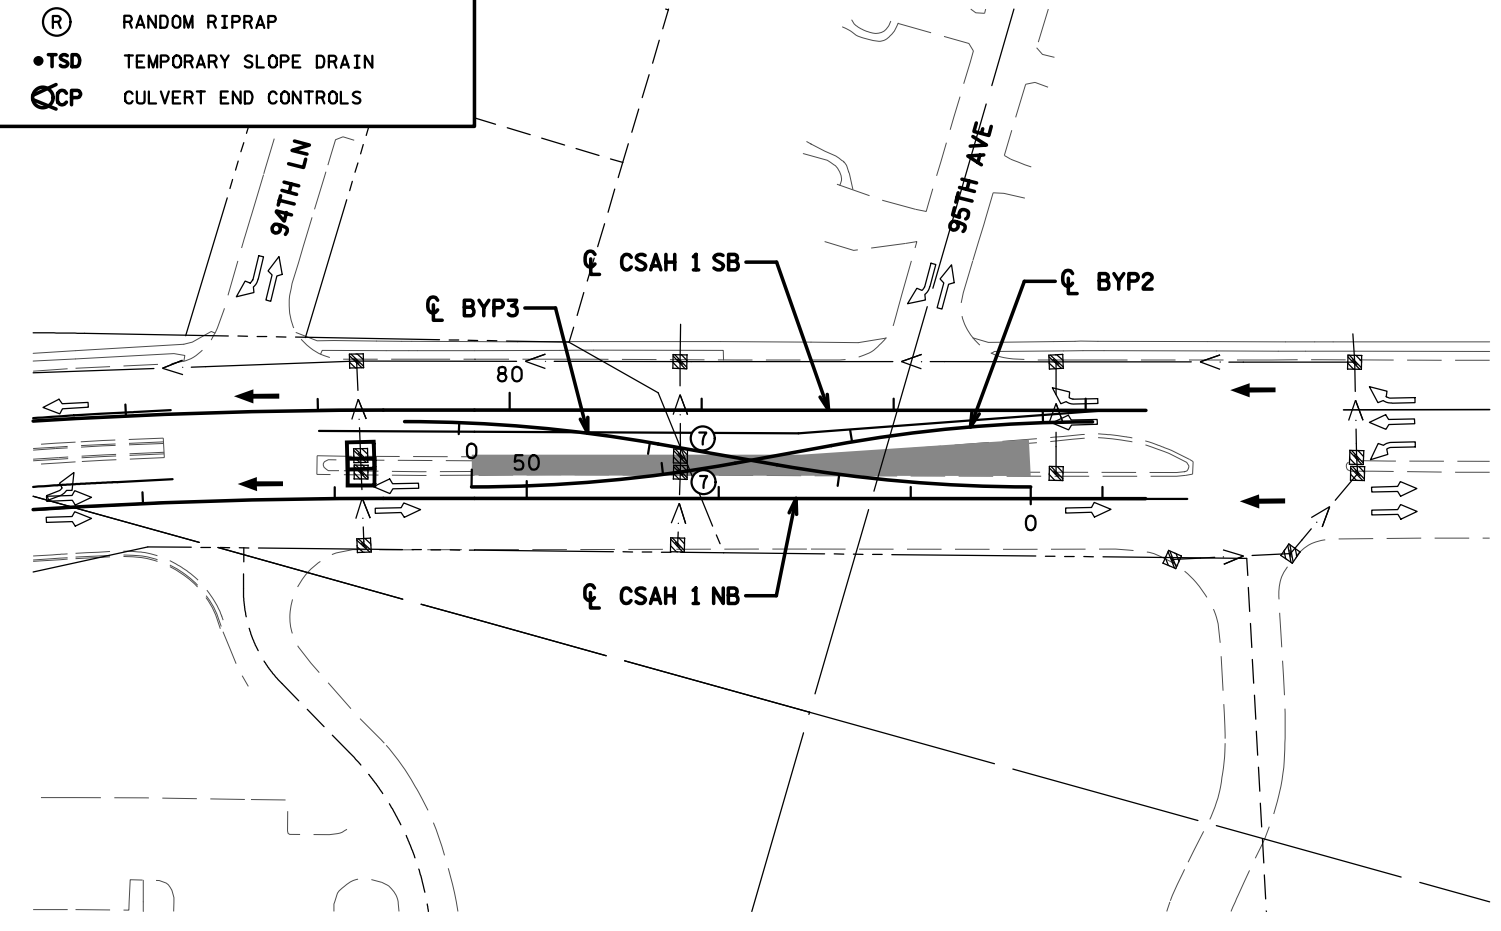 R RANDOM RIPRAP
•TSD TEMPORARY SLOPE DRAIN
CP CULVERT END CONTROLS
94TH LN
95TH AVE
℄ CSAH 1 SB
℄ BYP2
℄ BYP3
80
7
0
50
7
0
℄ CSAH 1 NB